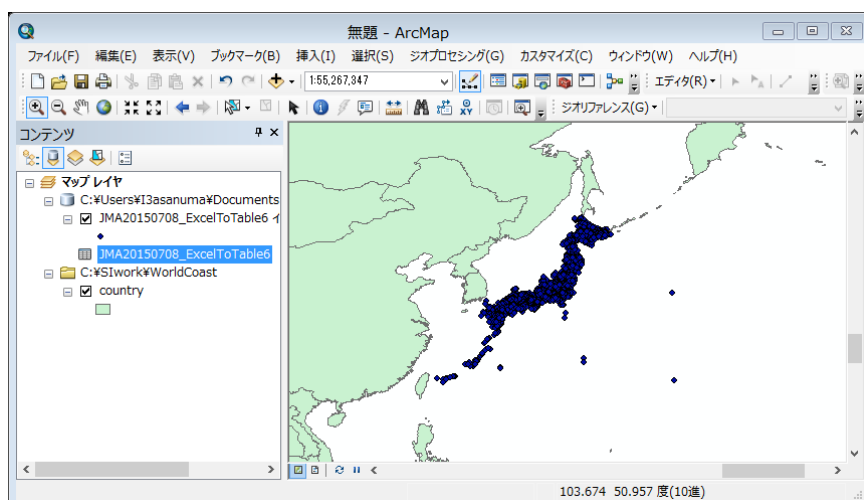 無題 - ArcMap
ファイル(F) 編集(E) 表示(V) ブックマーク(B) 挿入(I) 選択(S) ジオプロセシング(G) カスタマイズ(C) ウィンドウ(W) ヘルプ(H)
1:55,267,347 エディタ(R)
ジオリファレンス(G)
コンテンツ
マップ レイヤ
C:¥Users¥I3asanuma¥Documents
JMA20150708_ExcelToTable6 イ
JMA20150708_ExcelToTable6
C:¥SIwork¥WorldCoast
country
103.674 50.957 度(10進)